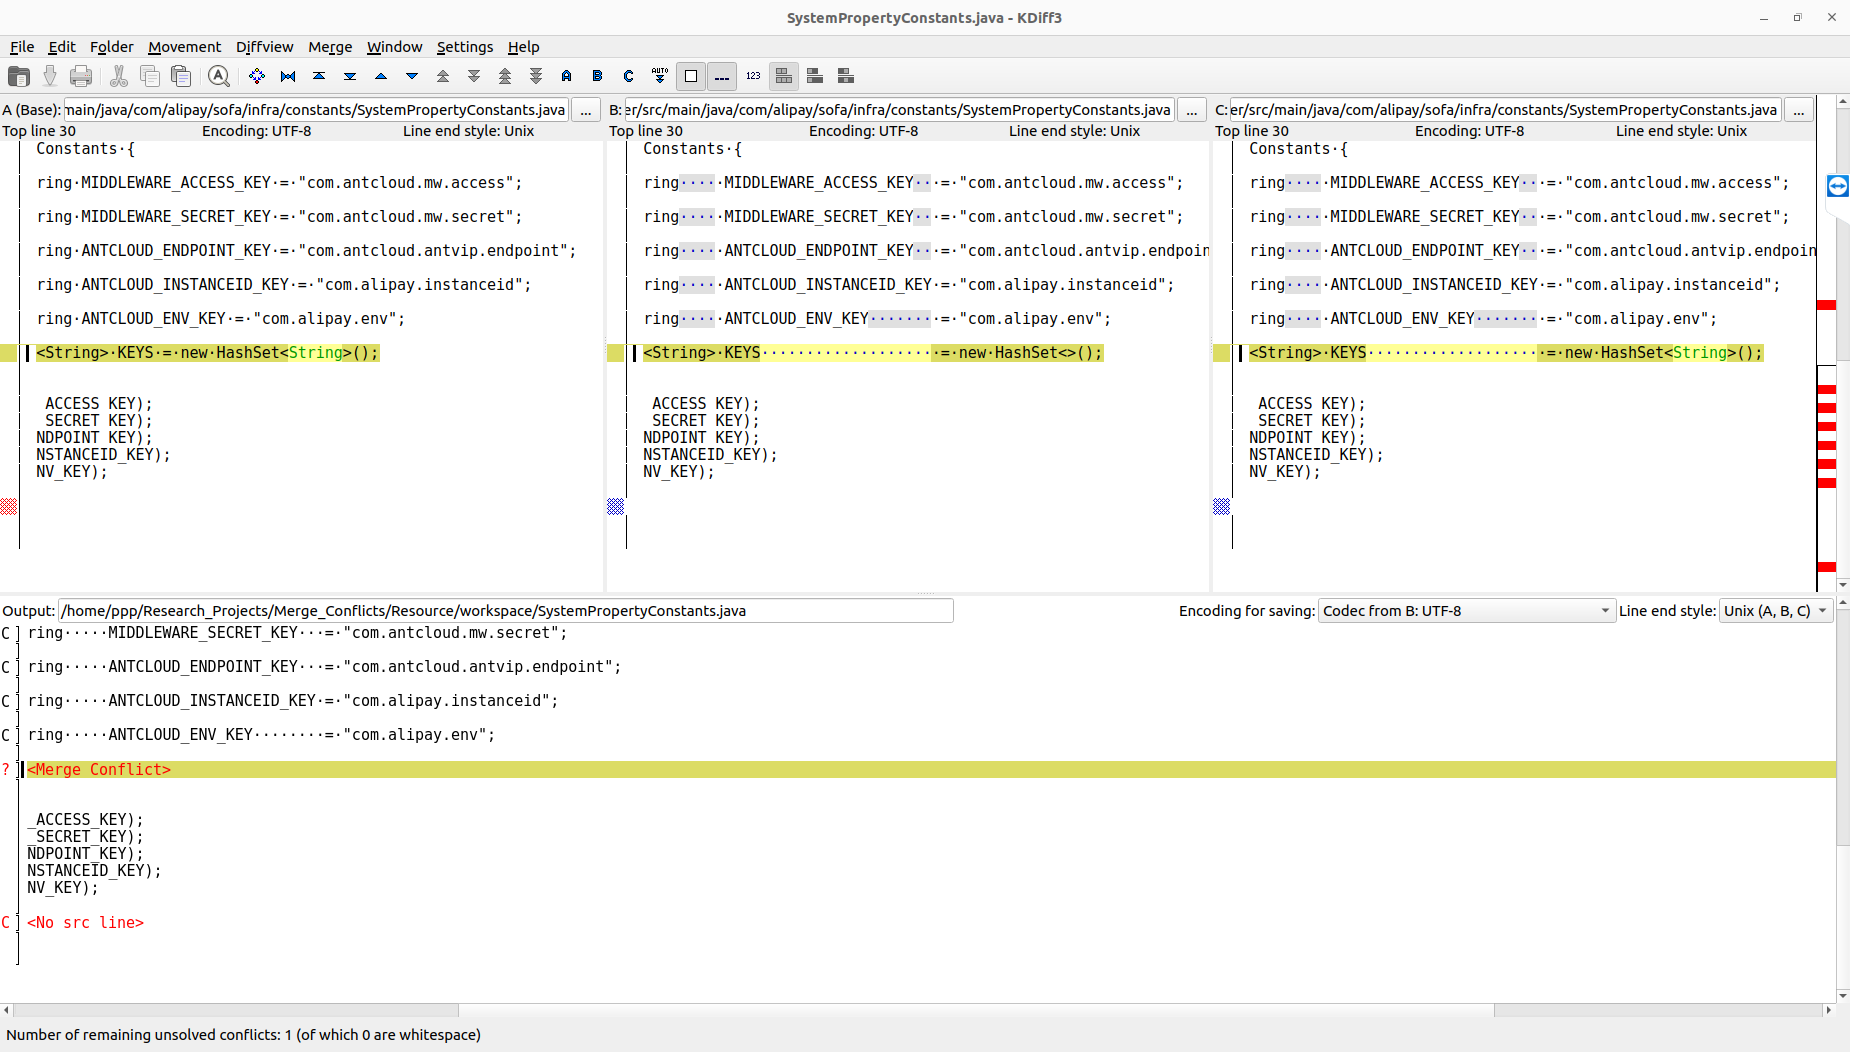 SystemPropertyConstants.java - KDiff3
File Edit Folder Movement Diffview Merge Window Settings Help
A B C AUTO 123
A (Base): main/java/com/alipay/sofa/infra/constants/SystemPropertyConstants.java ...
Top line 30 Encoding: UTF-8 Line end style: Unix
Constants·{
ring·MIDDLEWARE_ACCESS_KEY·=·"com.antcloud.mw.access";
ring·MIDDLEWARE_SECRET_KEY·=·"com.antcloud.mw.secret";
ring·ANTCLOUD_ENDPOINT_KEY·=·"com.antcloud.antvip.endpoint";
ring·ANTCLOUD_INSTANCEID_KEY·=·"com.alipay.instanceid";
ring·ANTCLOUD_ENV_KEY·=·"com.alipay.env";
<String>·KEYS·=·new·HashSet<String>();
_ACCESS_KEY);
_SECRET_KEY);
NDPOINT_KEY);
NSTANCEID_KEY);
NV_KEY);
B: er/src/main/java/com/alipay/sofa/infra/constants/SystemPropertyConstants.java ...
Top line 30 Encoding: UTF-8 Line end style: Unix
Constants·{
ring·····MIDDLEWARE_ACCESS_KEY···=·"com.antcloud.mw.access";
ring·····MIDDLEWARE_SECRET_KEY···=·"com.antcloud.mw.secret";
ring·····ANTCLOUD_ENDPOINT_KEY···=·"com.antcloud.antvip.endpoin
ring·····ANTCLOUD_INSTANCEID_KEY·=·"com.alipay.instanceid";
ring·····ANTCLOUD_ENV_KEY········=·"com.alipay.env";
<String>·KEYS····················=·new·HashSet<>();
_ACCESS_KEY);
_SECRET_KEY);
NDPOINT_KEY);
NSTANCEID_KEY);
NV_KEY);
C: er/src/main/java/com/alipay/sofa/infra/constants/SystemPropertyConstants.java ...
Top line 30 Encoding: UTF-8 Line end style: Unix
Constants·{
ring·····MIDDLEWARE_ACCESS_KEY···=·"com.antcloud.mw.access";
ring·····MIDDLEWARE_SECRET_KEY···=·"com.antcloud.mw.secret";
ring·····ANTCLOUD_ENDPOINT_KEY···=·"com.antcloud.antvip.endpoin
ring·····ANTCLOUD_INSTANCEID_KEY·=·"com.alipay.instanceid";
ring·····ANTCLOUD_ENV_KEY········=·"com.alipay.env";
<String>·KEYS····················=·new·HashSet<String>();
_ACCESS_KEY);
_SECRET_KEY);
NDPOINT_KEY);
NSTANCEID_KEY);
NV_KEY);
Output: /home/ppp/Research_Projects/Merge_Conflicts/Resource/workspace/SystemPropertyConstants.java Encoding for saving: Codec from B: UTF-8 Line end style: Unix (A, B, C)
C ring·····MIDDLEWARE_SECRET_KEY···=·"com.antcloud.mw.secret";
C ring·····ANTCLOUD_ENDPOINT_KEY···=·"com.antcloud.antvip.endpoint";
C ring·····ANTCLOUD_INSTANCEID_KEY·=·"com.alipay.instanceid";
C ring·····ANTCLOUD_ENV_KEY········=·"com.alipay.env";
? <Merge Conflict>
_ACCESS_KEY);
_SECRET_KEY);
NDPOINT_KEY);
NSTANCEID_KEY);
NV_KEY);
C <No src line>
Number of remaining unsolved conflicts: 1 (of which 0 are whitespace)